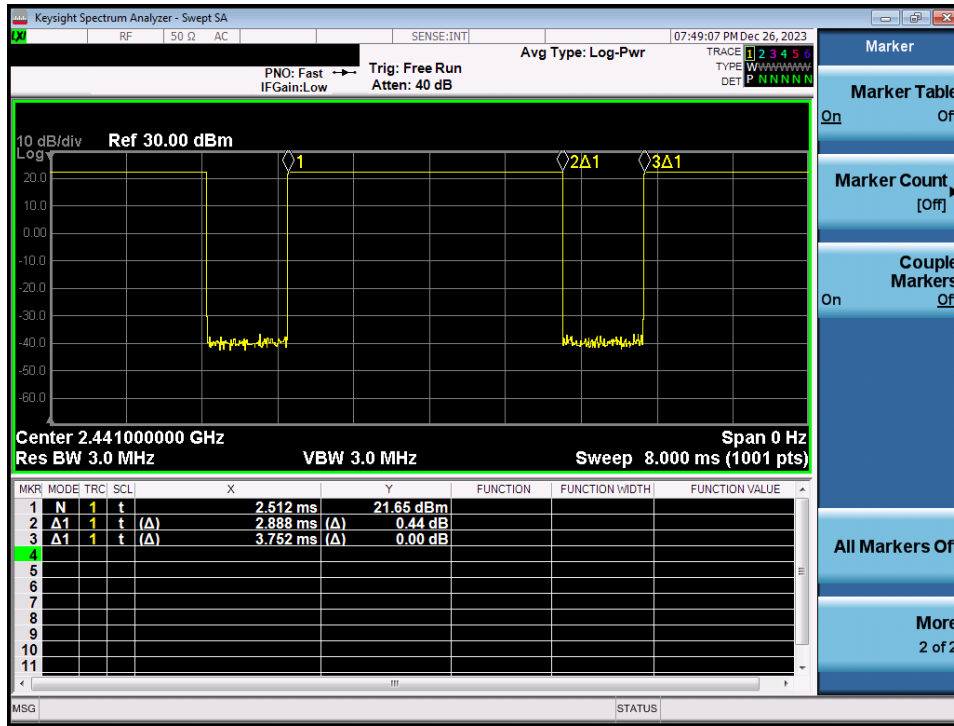 Keysight Spectrum Analyzer - Swept SA
LXI RF 50 Ω AC SENSE:INT 07:49:07 PM Dec 26, 2023
Avg Type: Log-Pwr
TRACE 1 2 3 4 5 6
PNO: Fast Trig: Free Run
TYPE W W W W W W
IFGain:Low Atten: 40 dB
DET P N N N N N
10 dB/div Ref 30.00 dBm
Log
1 2Δ1 3Δ1
20.0
10.0
0.00
-10.0
-20.0
-30.0
-40.0
-50.0
-60.0
Center 2.441000000 GHz Span 0 Hz
Res BW 3.0 MHz VBW 3.0 MHz Sweep 8.000 ms (1001 pts)
MKR MODE TRC SCL X Y FUNCTION FUNCTION WIDTH FUNCTION VALUE
1 N 1 t 2.512 ms 21.65 dBm
2 Δ1 1 t (Δ) 2.888 ms (Δ) 0.44 dB
3 Δ1 1 t (Δ) 3.752 ms (Δ) 0.00 dB
4
5
6
7
8
9
10
11
MSG STATUS
Marker
Marker Table
On Of
Marker Count
[Off]
Couple
Markers
On Of
All Markers Of
More
2 of 2